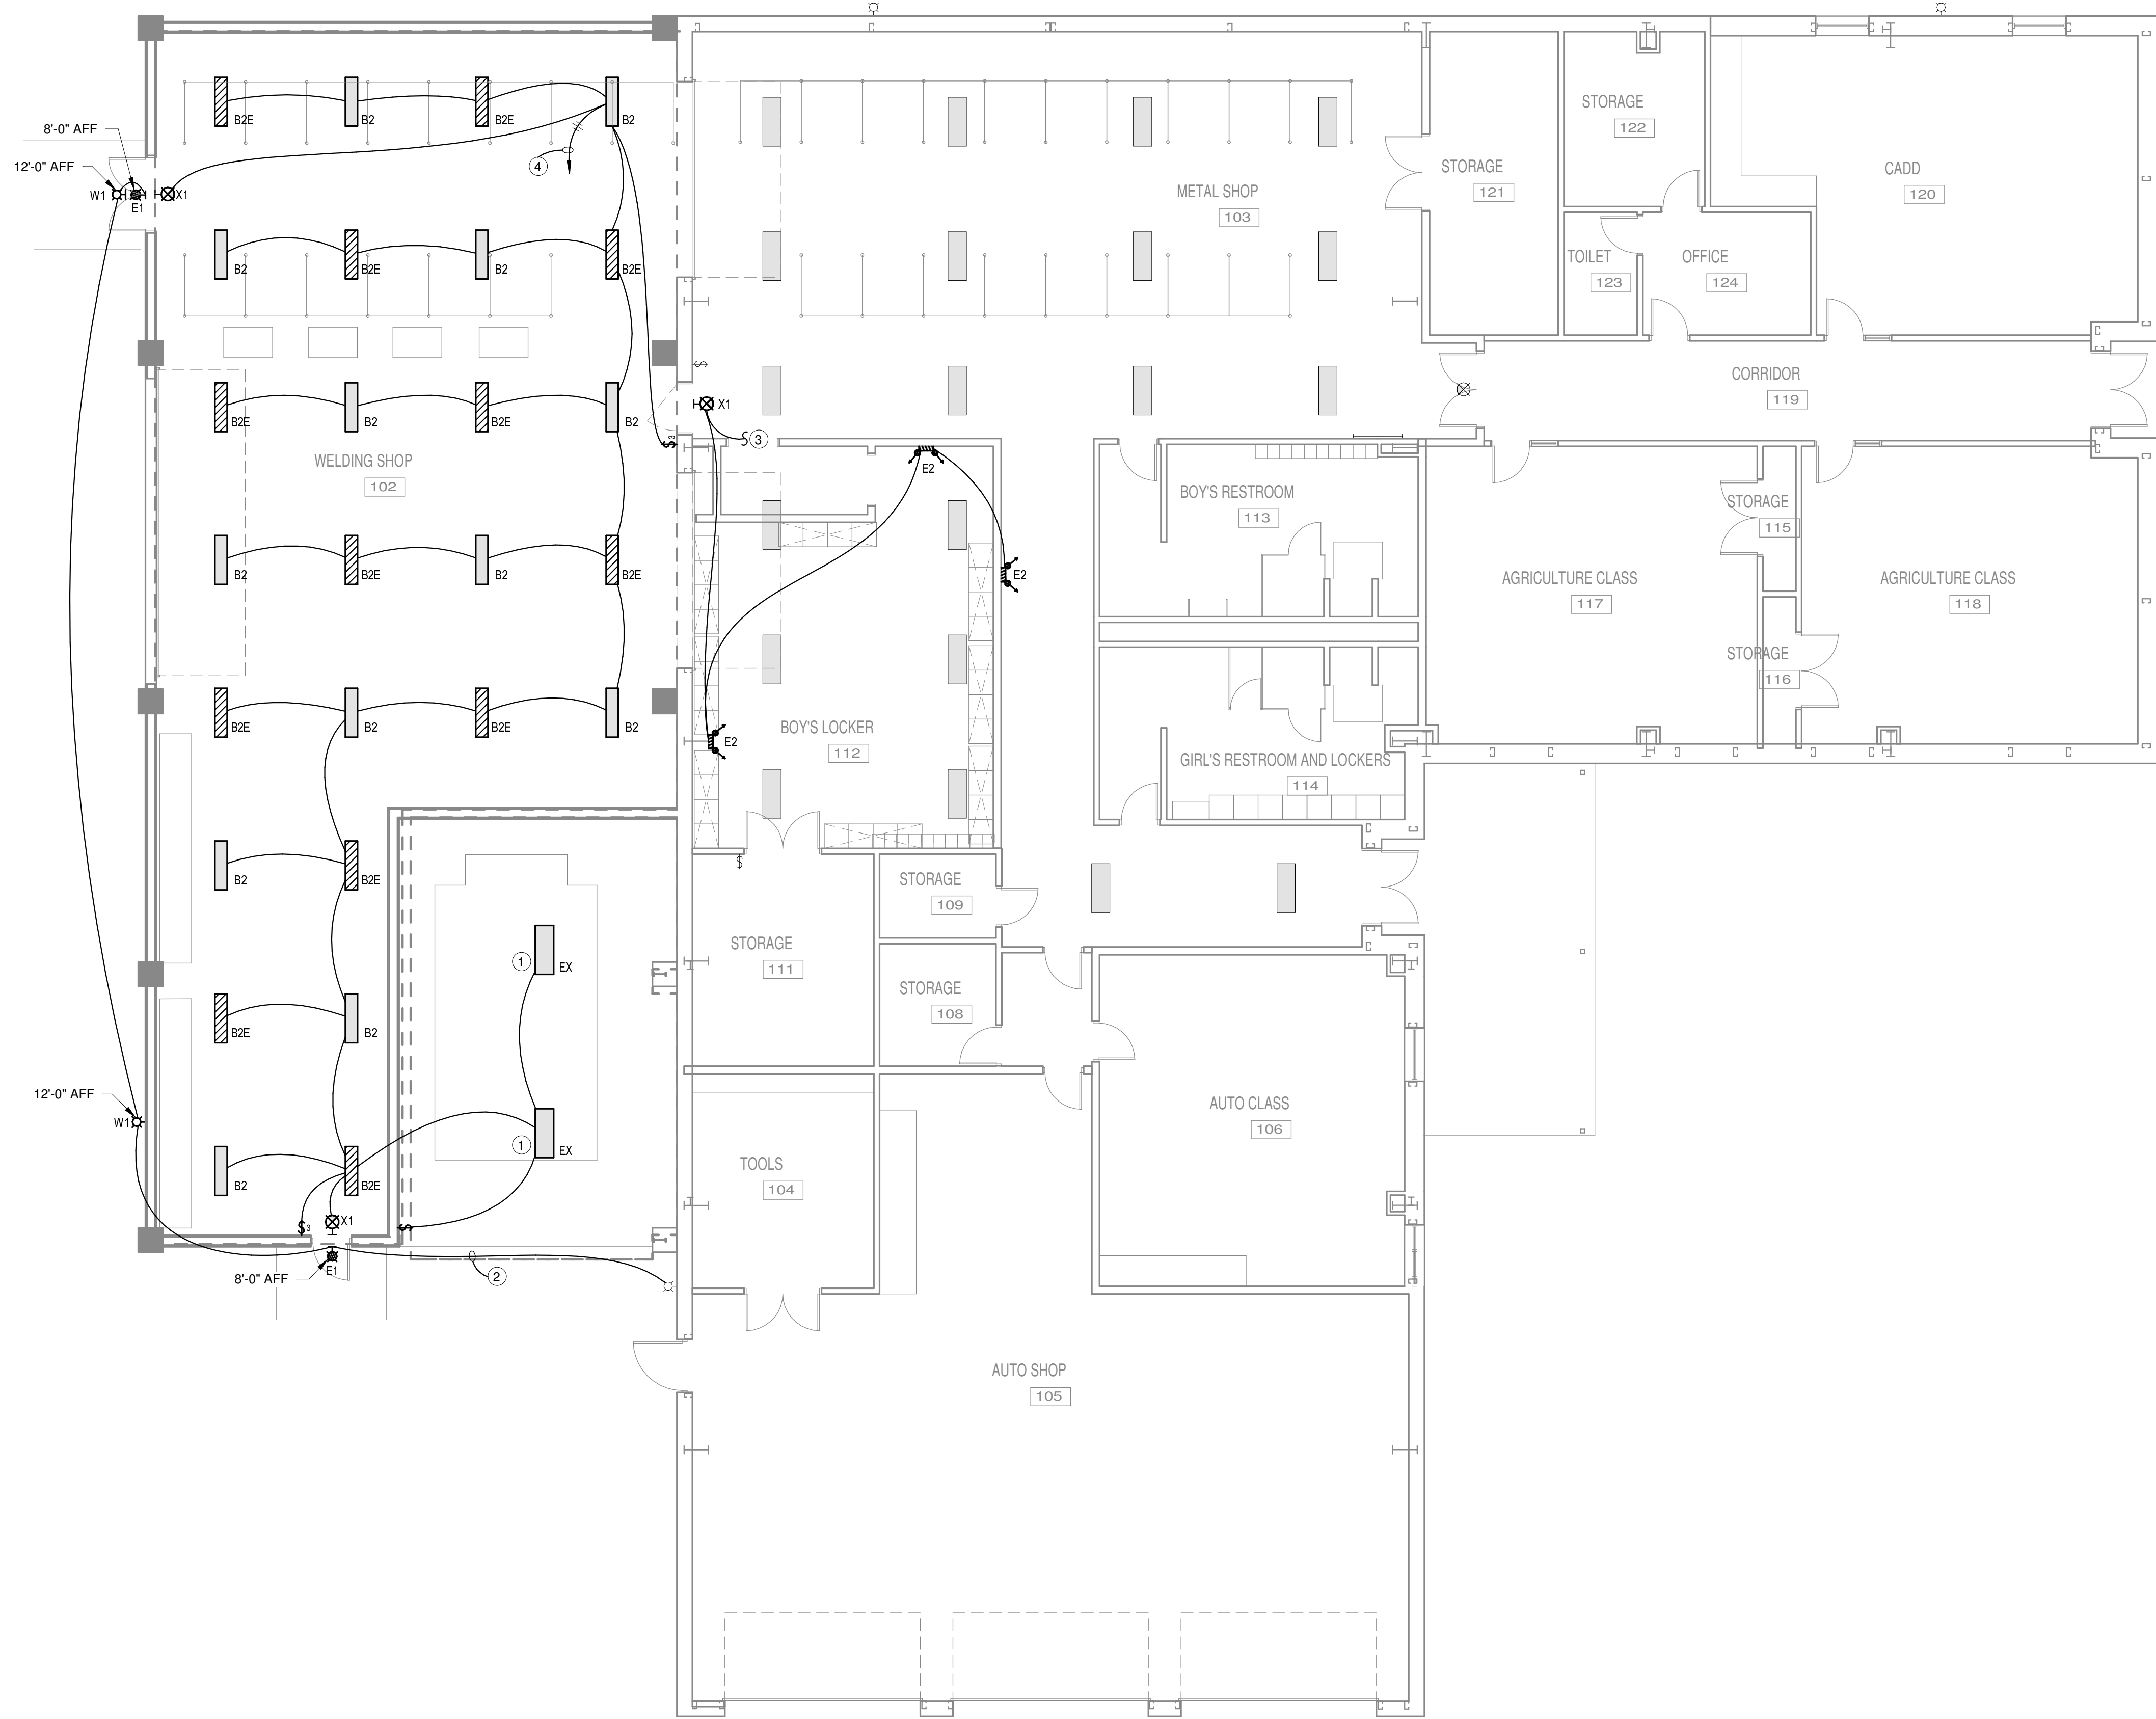 B2E
B2
B2E
B2
8'-0" AFF
12'-0" AFF
4
W1
E1
X1
METAL SHOP
103
STORAGE
121
STORAGE
122
CADD
120
TOILET
123
OFFICE
124
B2
B2E
B2
B2E
CORRIDOR
119
X1
3
B2E
B2
B2E
B2
$3
$
WELDING SHOP
102
E2
BOY'S RESTROOM
113
STORAGE
115
B2
B2E
B2
B2E
E2
AGRICULTURE CLASS
117
AGRICULTURE CLASS
118
STORAGE
116
B2E
B2
B2E
B2
E2
BOY'S LOCKER
112
GIRL'S RESTROOM AND LOCKERS
114
B2
B2E
$
STORAGE
109
STORAGE
111
1
EX
STORAGE
108
B2E
B2
12'-0" AFF
W1
AUTO CLASS
106
1
EX
TOOLS
104
B2
B2E
$3
X1
$
8'-0" AFF
E1
2
AUTO SHOP
105